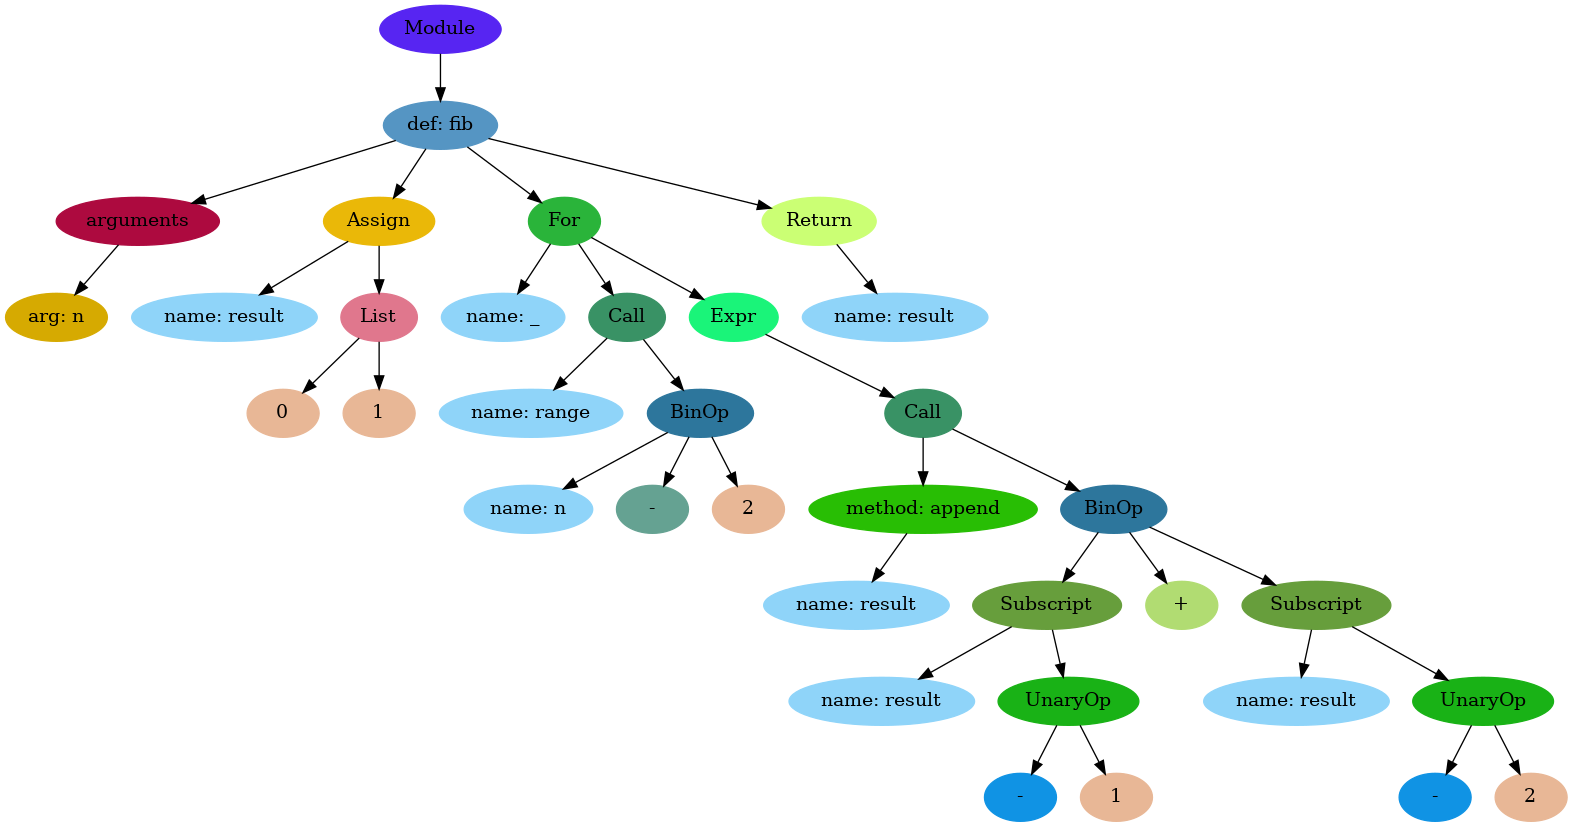 Module
def: fib
arguments
Assign
For
Return
arg: n
name: result
List
name: _
Call
Expr
name: result
0
1
name: range
BinOp
Call
name: n
-
2
method: append
BinOp
name: result
Subscript
+
Subscript
name: result
UnaryOp
name: result
UnaryOp
-
1
-
2